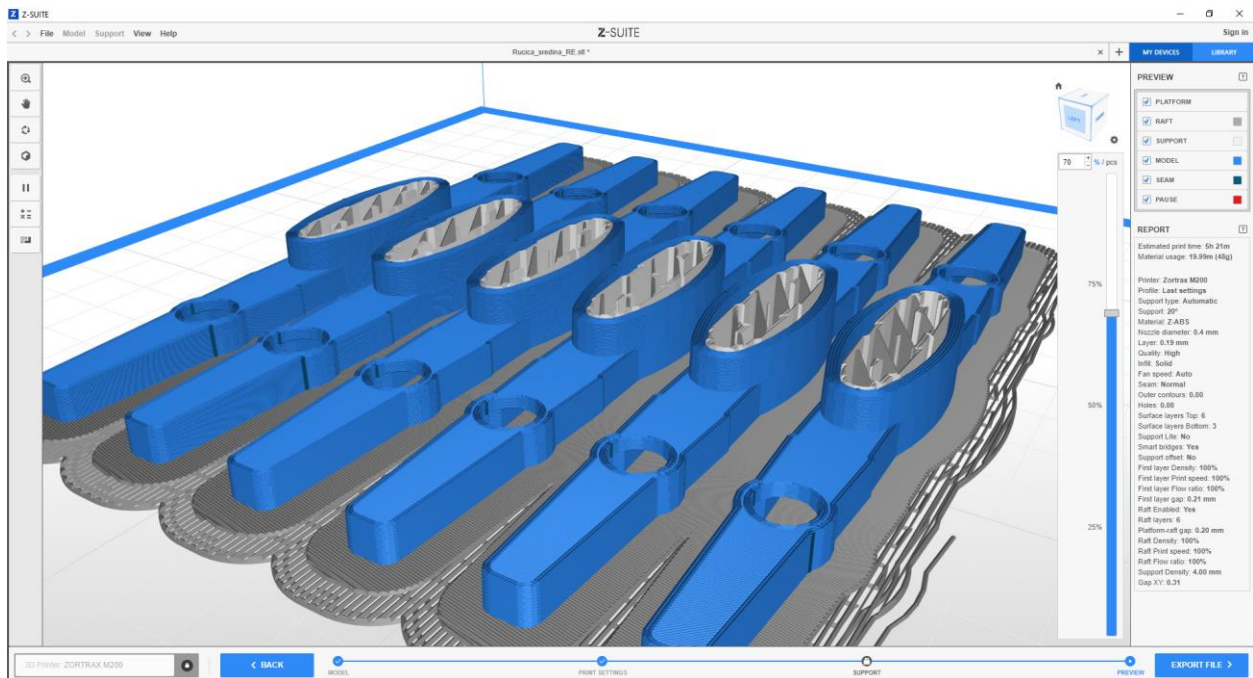 Z-SUITE
File Model Support View Help
Z-SUITE
Sign in
Rucica_sredina_RE.stl *
MY DEVICES
LIBRARY
PREVIEW
PLATFORM
RAFT
SUPPORT
MODEL
SEAM
PAUSE
LEFT
70 % / pcs
75%
50%
25%
REPORT
Estimated print time: 5h 21m
Material usage: 19.99m (48g)
Printer: Zortrax M200
Profile: Last settings
Support type: Automatic
Support: 20°
Material: Z-ABS
Nozzle diameter: 0.4 mm
Layer: 0.19 mm
Quality: High
Infill: Solid
Fan speed: Auto
Seam: Normal
Outer contours: 0.00
Holes: 0.00
Surface layers Top: 6
Surface layers Bottom: 3
Support Lite: No
Smart bridges: Yes
Support offset: No
First layer Density: 100%
First layer Print speed: 100%
First layer Flow ratio: 100%
First layer gap: 0.21 mm
Raft Enabled: Yes
Raft layers: 6
Platform-raft gap: 0.20 mm
Raft Density: 100%
Raft Print speed: 100%
Raft Flow ratio: 100%
Support Density: 4.00 mm
Gap XY: 0.31
3D Printer: ZORTRAX M200
BACK
MODEL
PRINT SETTINGS
SUPPORT
PREVIEW
EXPORT FILE